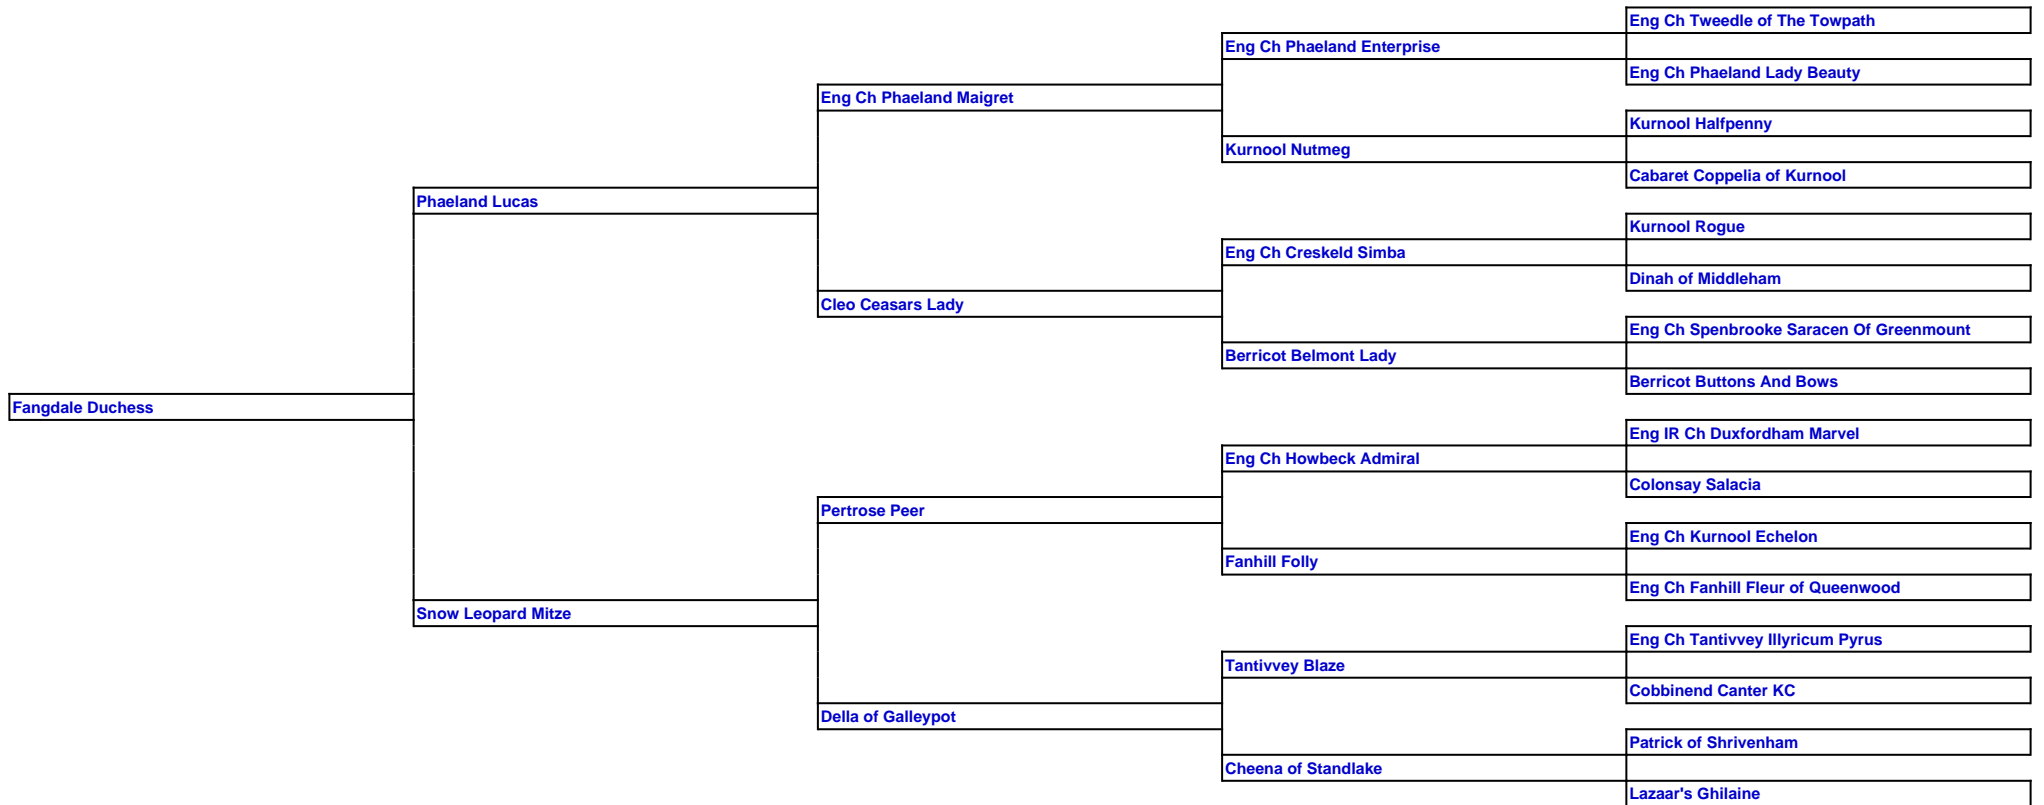 Eng Ch Tweedle of The Towpath
Eng Ch Phaeland Enterprise
Eng Ch Phaeland Lady Beauty
Eng Ch Phaeland Maigret
Kurnool Halfpenny
Kurnool Nutmeg
Cabaret Coppelia of Kurnool
Phaeland Lucas
Kurnool Rogue
Eng Ch Creskeld Simba
Dinah of Middleham
Cleo Ceasars Lady
Eng Ch Spenbrooke Saracen Of Greenmount
Berricot Belmont Lady
Berricot Buttons And Bows
Fangdale Duchess
Eng IR Ch Duxfordham Marvel
Eng Ch Howbeck Admiral
Colonsay Salacia
Pertrose Peer
Eng Ch Kurnool Echelon
Fanhill Folly
Eng Ch Fanhill Fleur of Queenwood
Snow Leopard Mitze
Eng Ch Tantivvey Illyricum Pyrus
Tantivvey Blaze
Cobbinend Canter KC
Della of Galleypot
Patrick of Shrivenham
Cheena of Standlake
Lazaar's Ghilaine